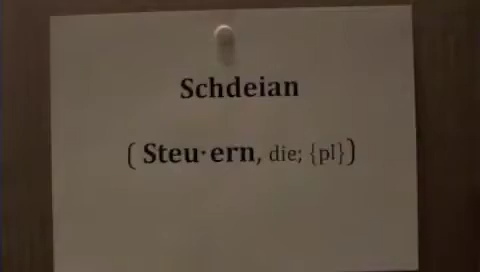 Schdeian
( Steu·ern, die; {pl})